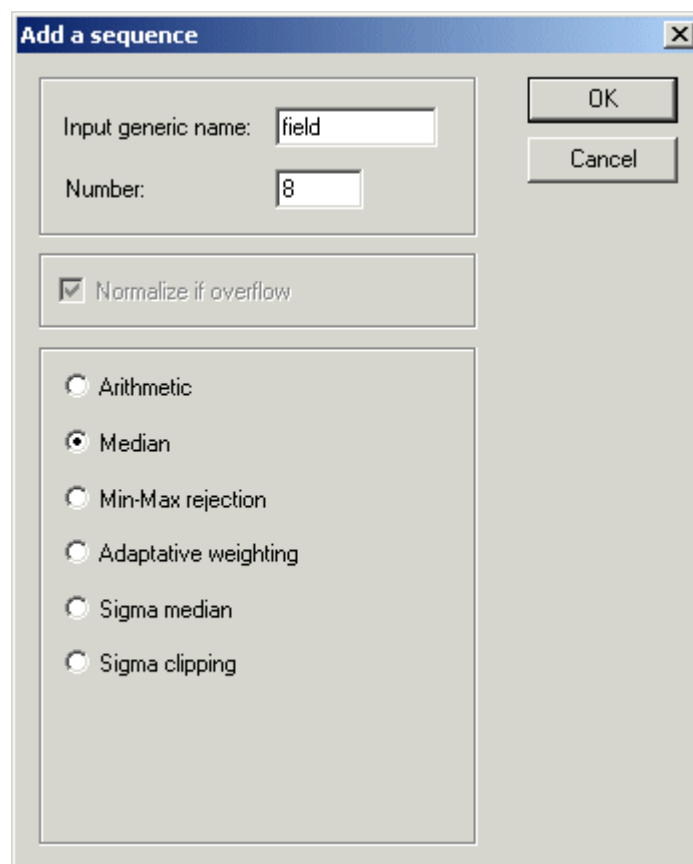 Add a sequence
Input generic name: field
OK
Number: 8
Cancel
Normalize if overflow
Arithmetic
Median
Min-Max rejection
Adaptative weighting
Sigma median
Sigma clipping